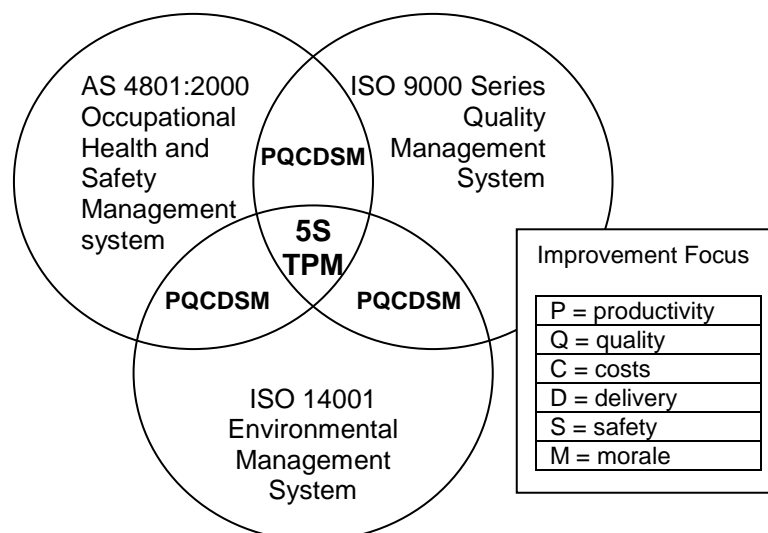 AS 4801:2000
Occupational
Health and
Safety
Management
system
ISO 9000 Series
Quality
Management
System
PQCDSM
5S
TPM
PQCDSM
PQCDSM
ISO 14001
Environmental
Management
System
Improvement Focus
P = productivity
Q = quality
C = costs
D = delivery
S = safety
M = morale